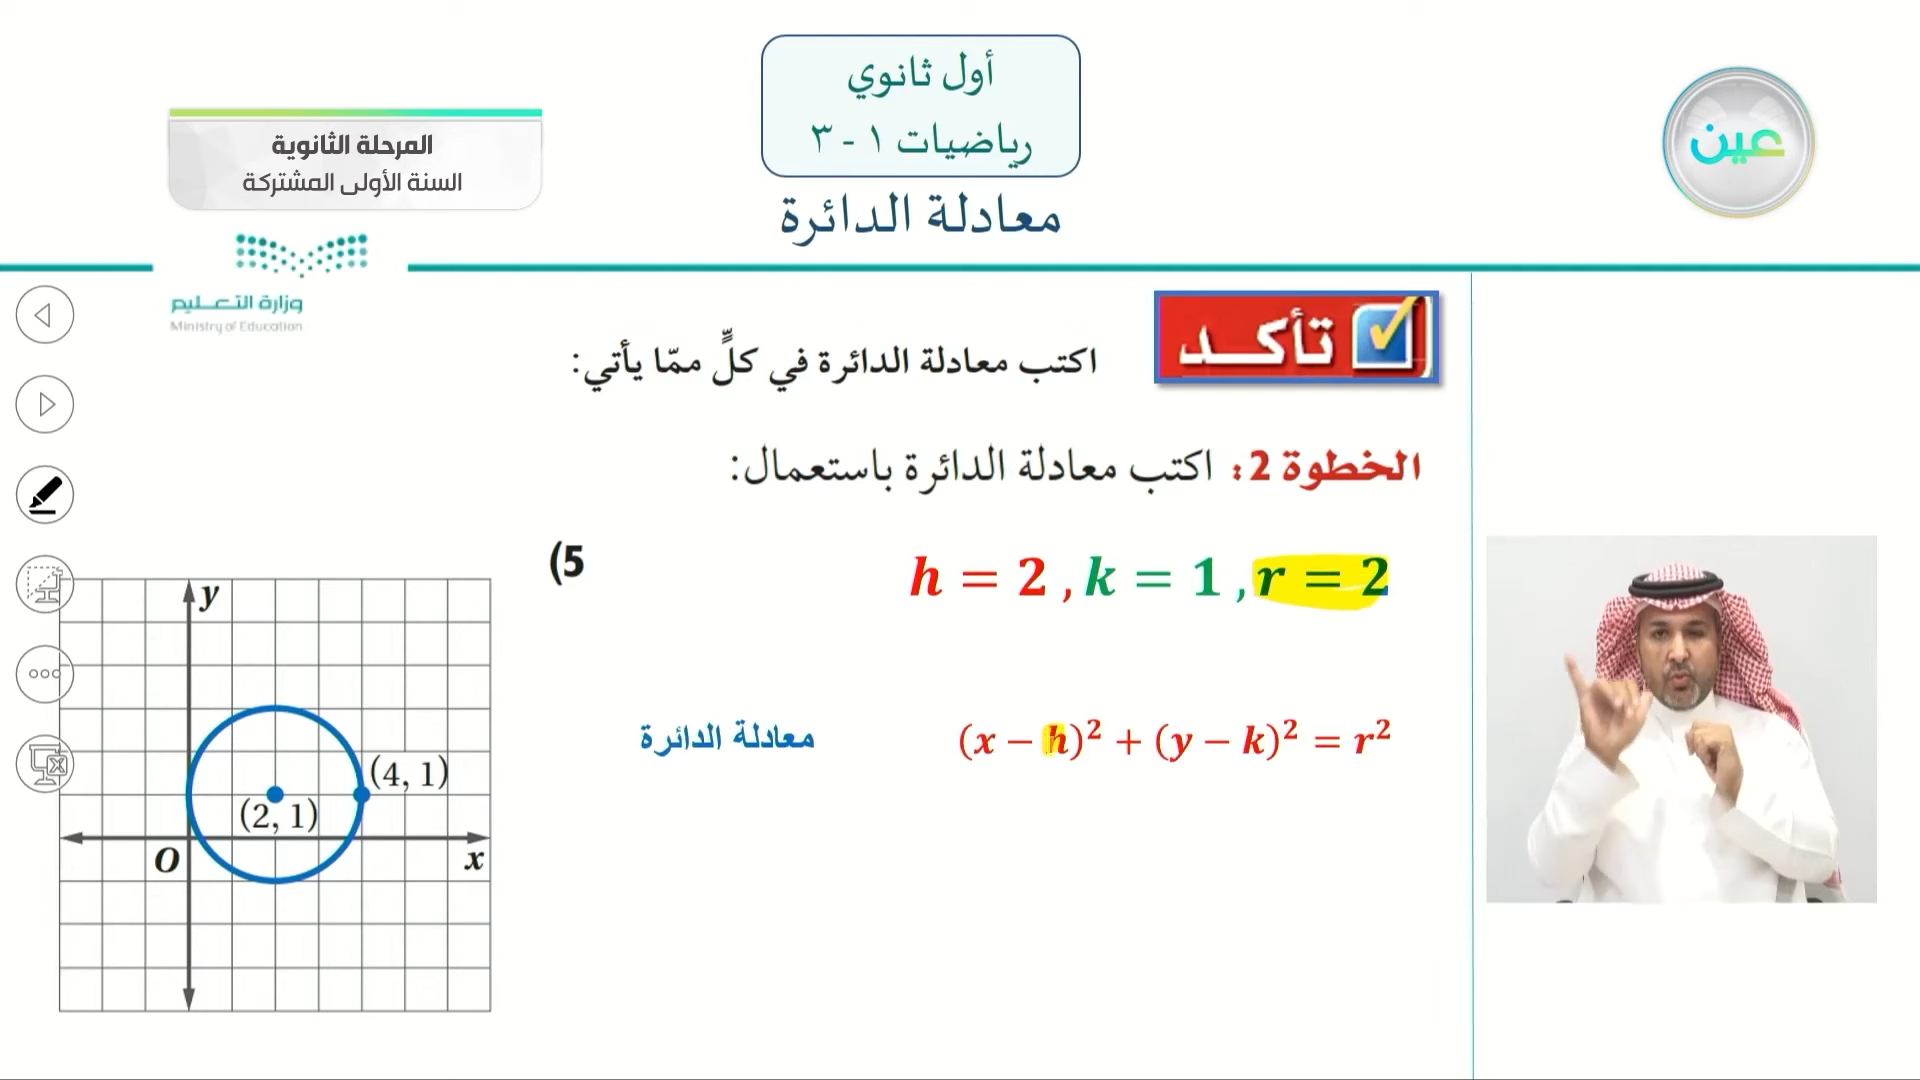 أول ثانوي
رياضيات ١ - ٣
معادلة الدائرة
عين
المرحلة الثانوية
السنة الأولى المشتركة
وزارة التعليم
Ministry of Education
تأكد
اكتب معادلة الدائرة في كلٍّ ممّا يأتي:
الخطوة 2: اكتب معادلة الدائرة باستعمال:
(5
h = 2 , k = 1 , r = 2
(x − h)² + (y − k)² = r²
معادلة الدائرة
y
(4, 1)
(2, 1)
O
x